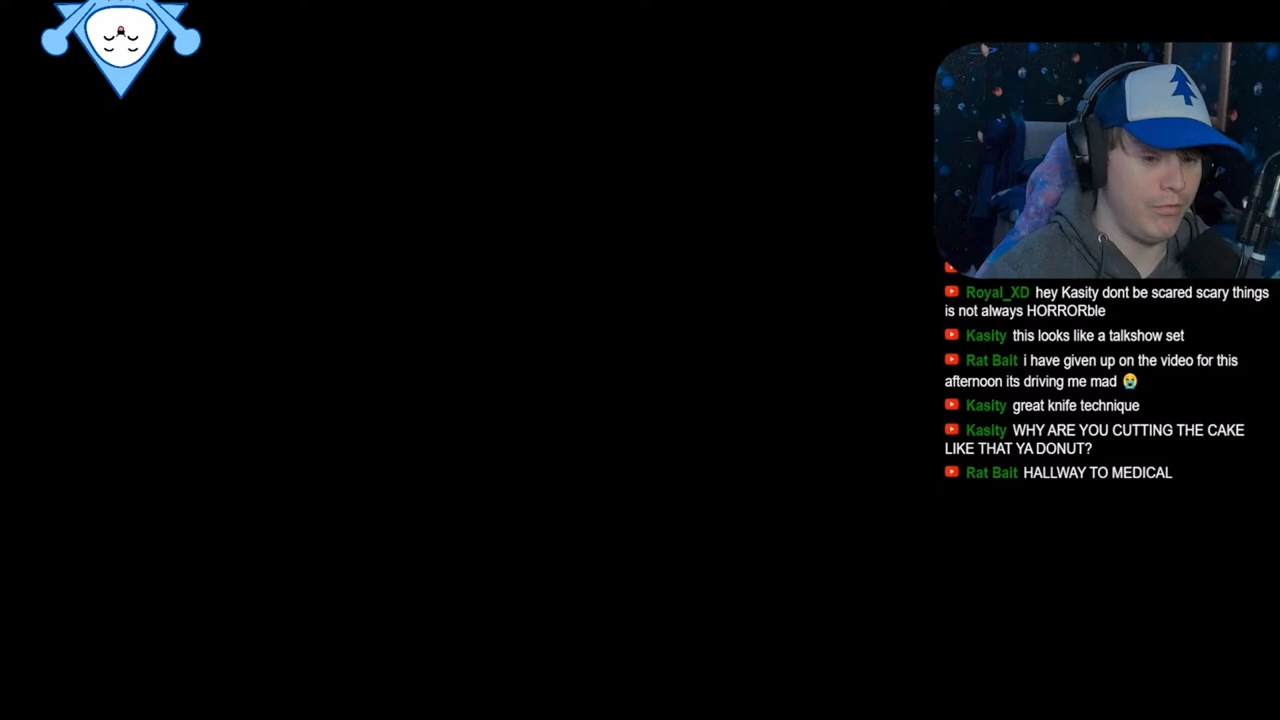 Royal_XD hey Kasity dont be scared scary things
is not always HORRORble
Kasity this looks like a talkshow set
Rat Bait i have given up on the video for this
afternoon its driving me mad 😭
Kasity great knife technique
Kasity WHY ARE YOU CUTTING THE CAKE
LIKE THAT YA DONUT?
Rat Bait HALLWAY TO MEDICAL